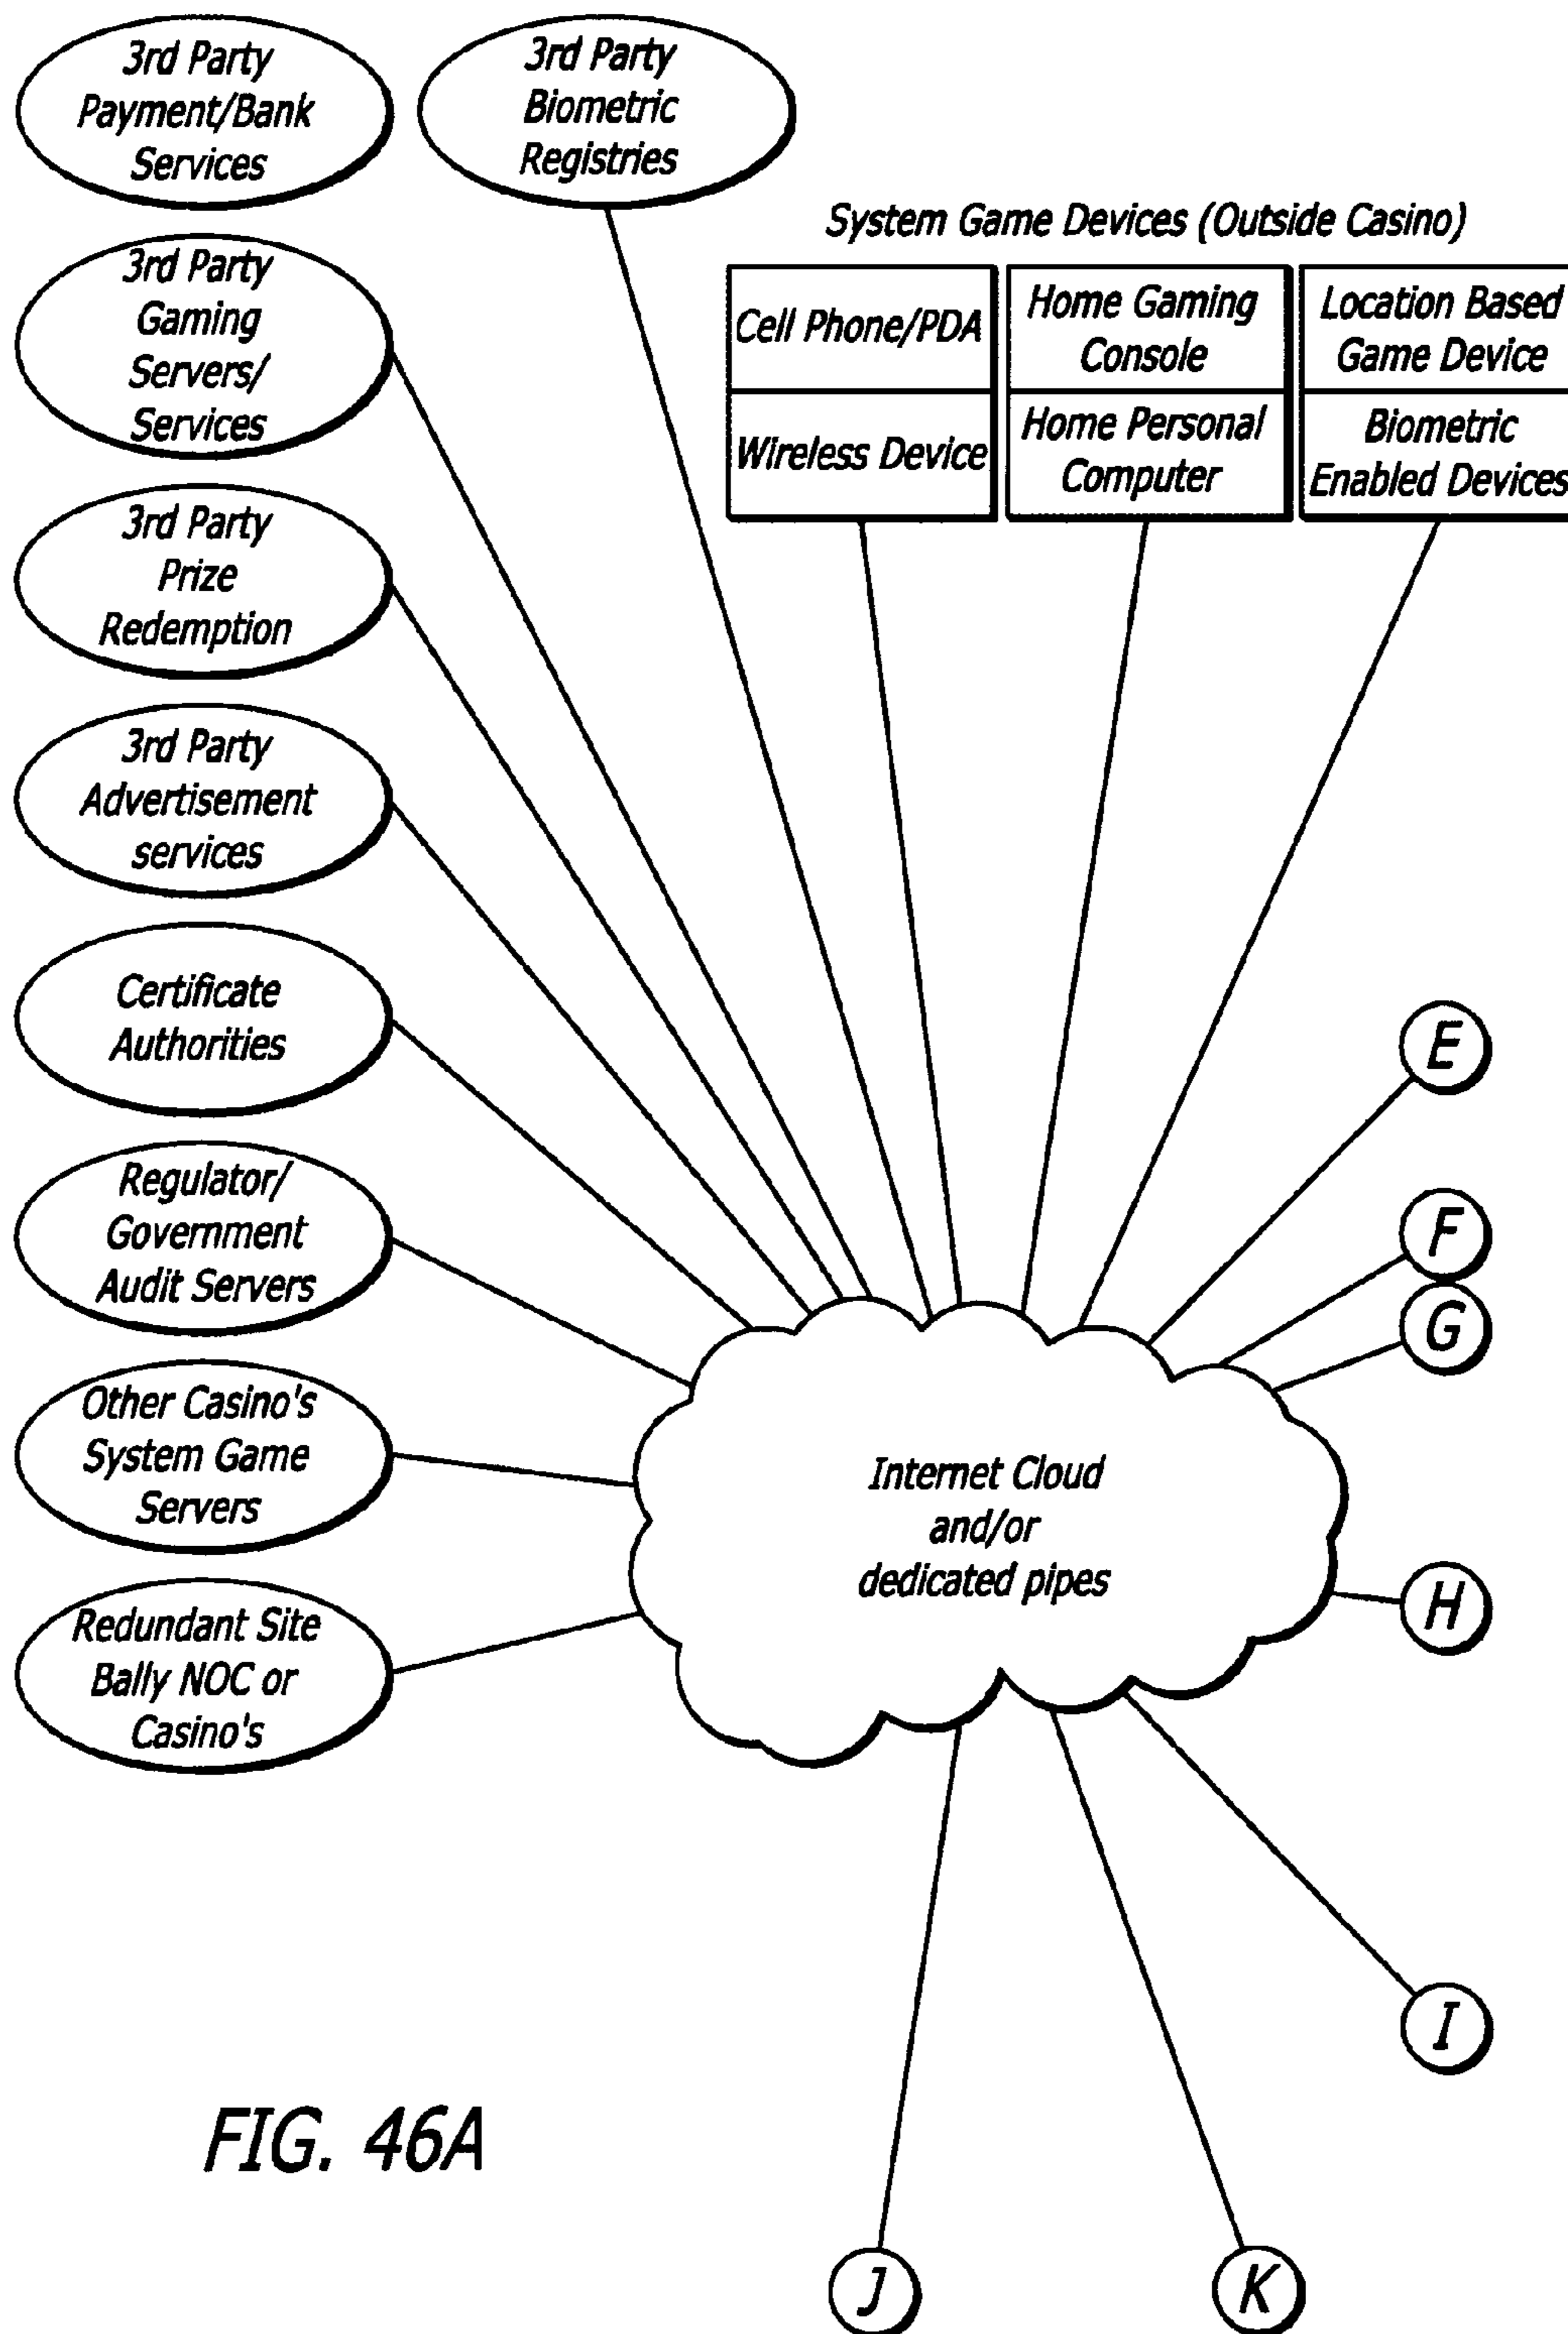 3rd Party
Payment/Bank
Services
3rd Party
Biometric
Registries
System Game Devices (Outside Casino)
Cell Phone/PDA
Wireless Device
Home Gaming
Console
Home Personal
Computer
Location Based
Game Device
Biometric
Enabled Devices
3rd Party
Gaming
Servers/
Services
3rd Party
Prize
Redemption
3rd Party
Advertisement
services
Certificate
Authorities
Regulator/
Government
Audit Servers
Other Casino's
System Game
Servers
Redundant Site
Bally NOC or
Casino's
Internet Cloud
and/or
dedicated pipes
E
F
G
H
I
J
K
FIG. 46A